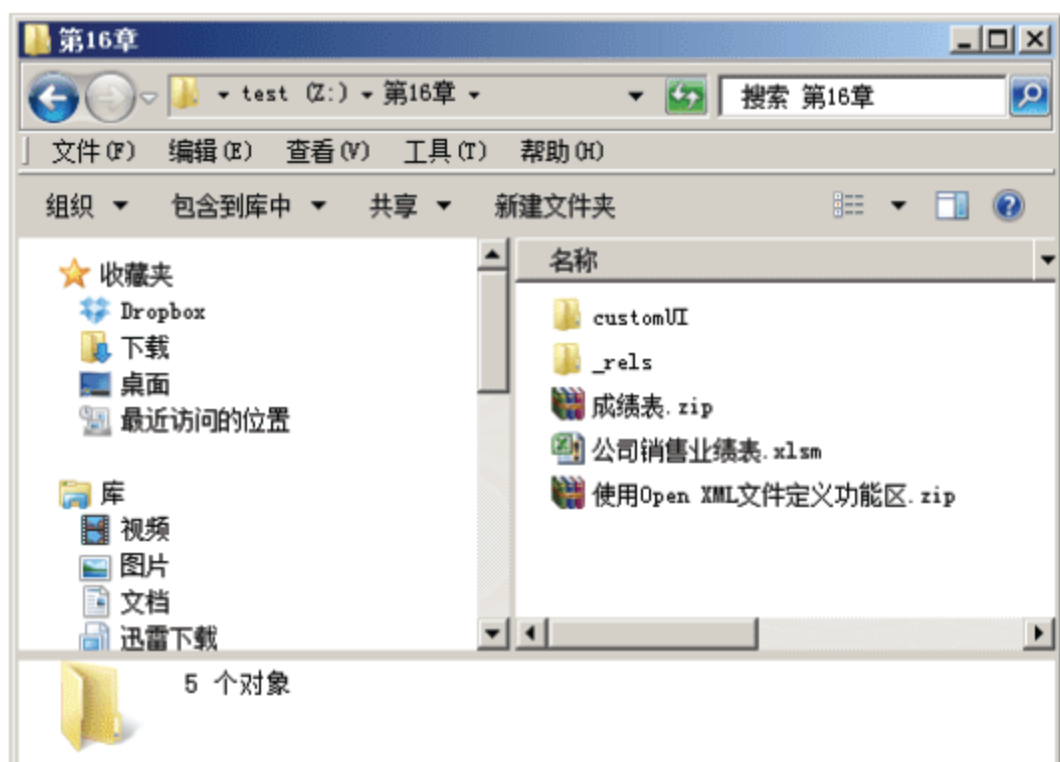 第16章
test (Z:) 第16章
搜索 第16章
文件(F) 编辑(E) 查看(V) 工具(T) 帮助(H)
组织 包含到库中 共享 新建文件夹
收藏夹
Dropbox
下载
桌面
最近访问的位置
库
视频
图片
文档
迅雷下载
名称
customUI
_rels
成绩表.zip
公司销售业绩表.xlsm
使用Open XML文件定义功能区.zip
5 个对象